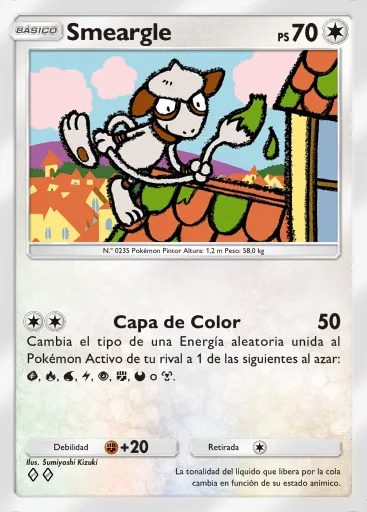 BÁSICO Smeargle PS 70
N.º 0235 Pokémon Pintor Altura: 1,2 m Peso: 58,0 kg
Capa de Color 50
Cambia el tipo de una Energía aleatoria unida al
Pokémon Activo de tu rival a 1 de las siguientes al azar:
, , , , , , o .
Debilidad +20 Retirada
Ilus. Sumiyoshi Kizuki
La tonalidad del líquido que libera por la cola
cambia en función de su estado anímico.